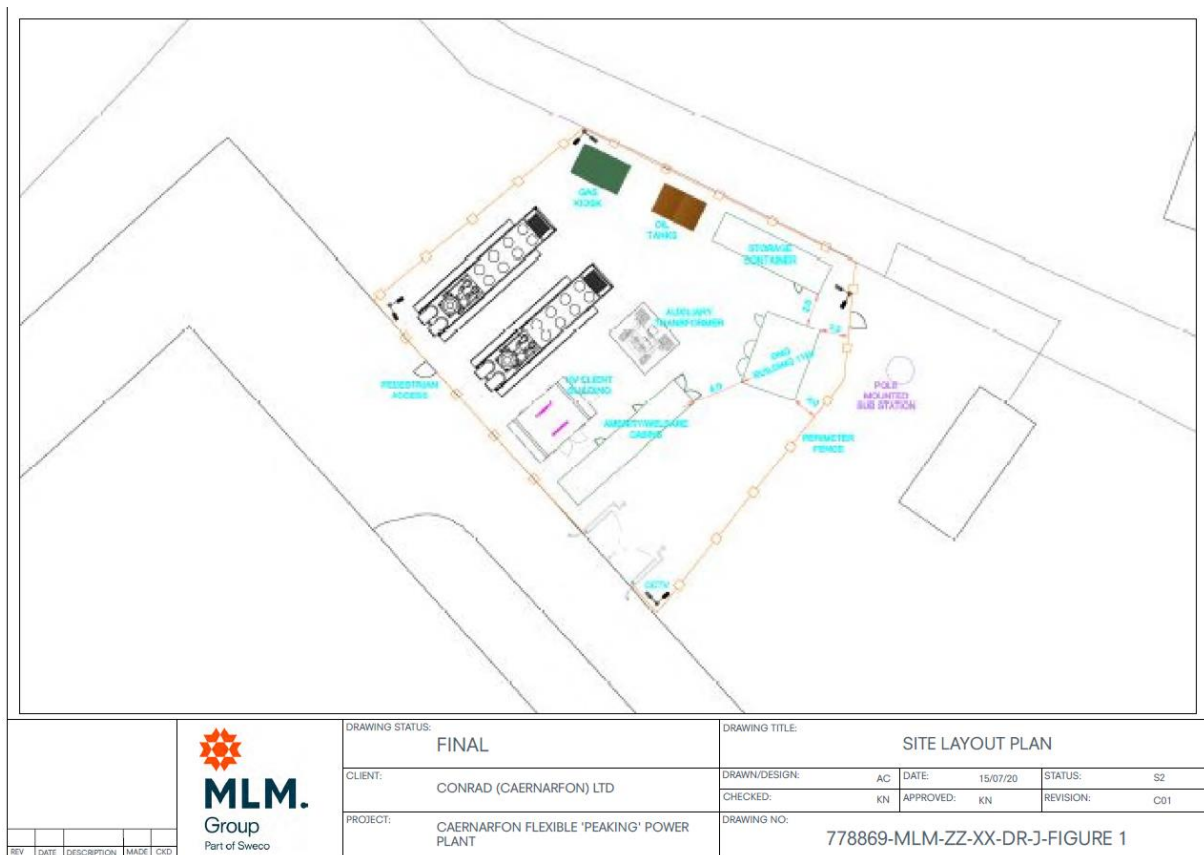 GAS
KIOSK
OIL
TANKS
STORAGE
CONTAINER
AUXILIARY
TRANSFORMER
DNO
BUILDING
PEDESTRIAN
ACCESS
HV CLIENT
BUILDING
AMENITY/WELFARE
CABINS
POLE
MOUNTED
SUB STATION
PERIMETER
FENCE
CCTV
MLM.
Group
Part of Sweco
REV DATE DESCRIPTION MADE CKD
DRAWING STATUS:
FINAL
CLIENT:
CONRAD (CAERNARFON) LTD
PROJECT:
CAERNARFON FLEXIBLE 'PEAKING' POWER
PLANT
DRAWING TITLE:
SITE LAYOUT PLAN
DRAWN/DESIGN: AC DATE: 15/07/20 STATUS: S2
CHECKED: KN APPROVED: KN REVISION: C01
DRAWING NO:
778869-MLM-ZZ-XX-DR-J-FIGURE 1